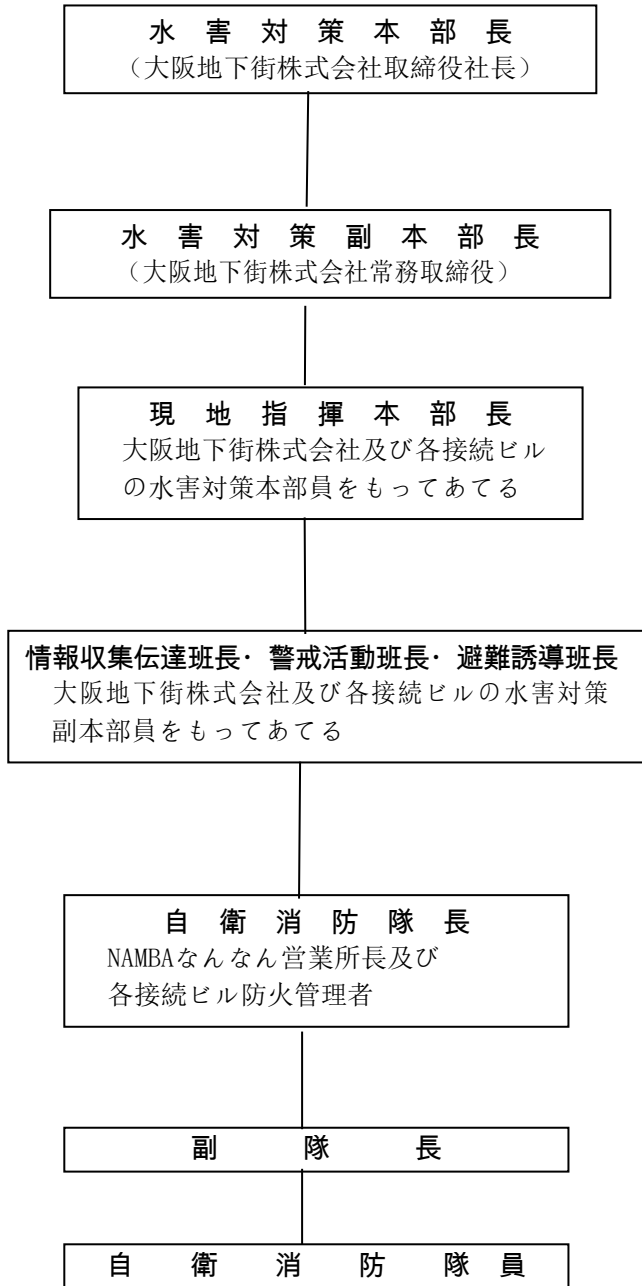 水害対策本部長
（大阪地下街株式会社取締役社長）
水害対策副本部長
（大阪地下街株式会社常務取締役）
現地指揮本部長
大阪地下街株式会社及び各接続ビル
の水害対策本部員をもってあてる
情報収集伝達班長・警戒活動班長・避難誘導班長
大阪地下街株式会社及び各接続ビルの水害対策
副本部員をもってあてる
自衛消防隊長
NAMBAなんなん営業所長及び
各接続ビル防火管理者
副隊長
自衛消防隊員